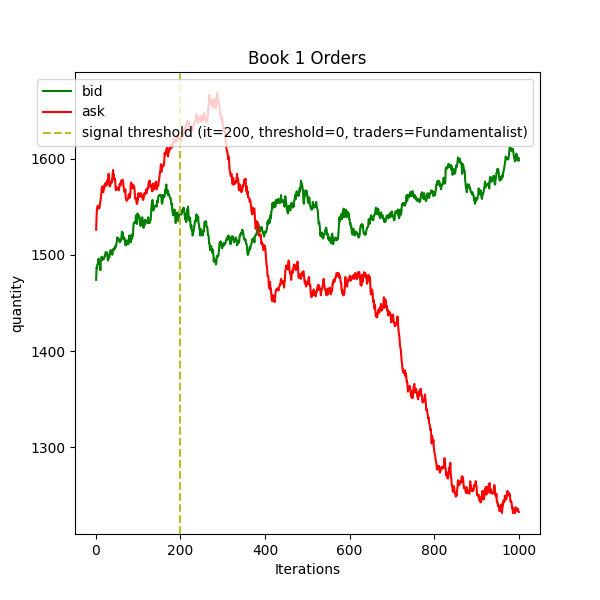 Book 1 Orders
bid
ask
signal threshold (it=200, threshold=0, traders=Fundamentalist)
1600
1500
1400
1300
quantity
0 200 400 600 800 1000
Iterations